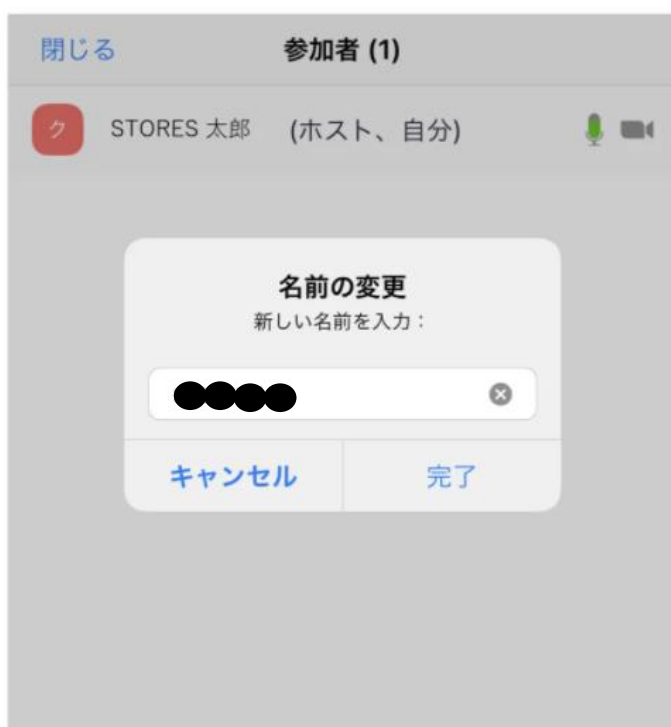 閉じる 参加者 (1)
ク STORES 太郎 (ホスト、自分)
名前の変更
新しい名前を入力：
キャンセル 完了